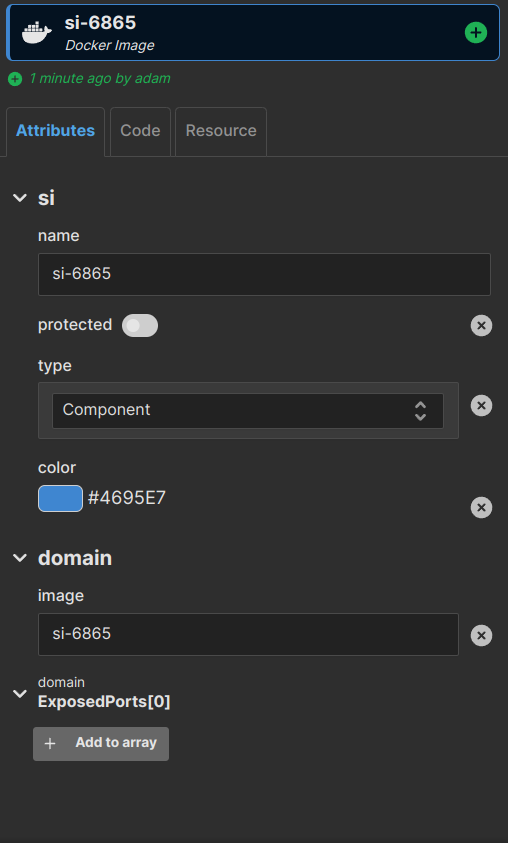 si-6865
Docker Image
1 minute ago by adam
Attributes
Code
Resource
si
name
si-6865
protected
type
Component
color
#4695E7
domain
image
si-6865
domain
ExposedPorts[0]
+ Add to array